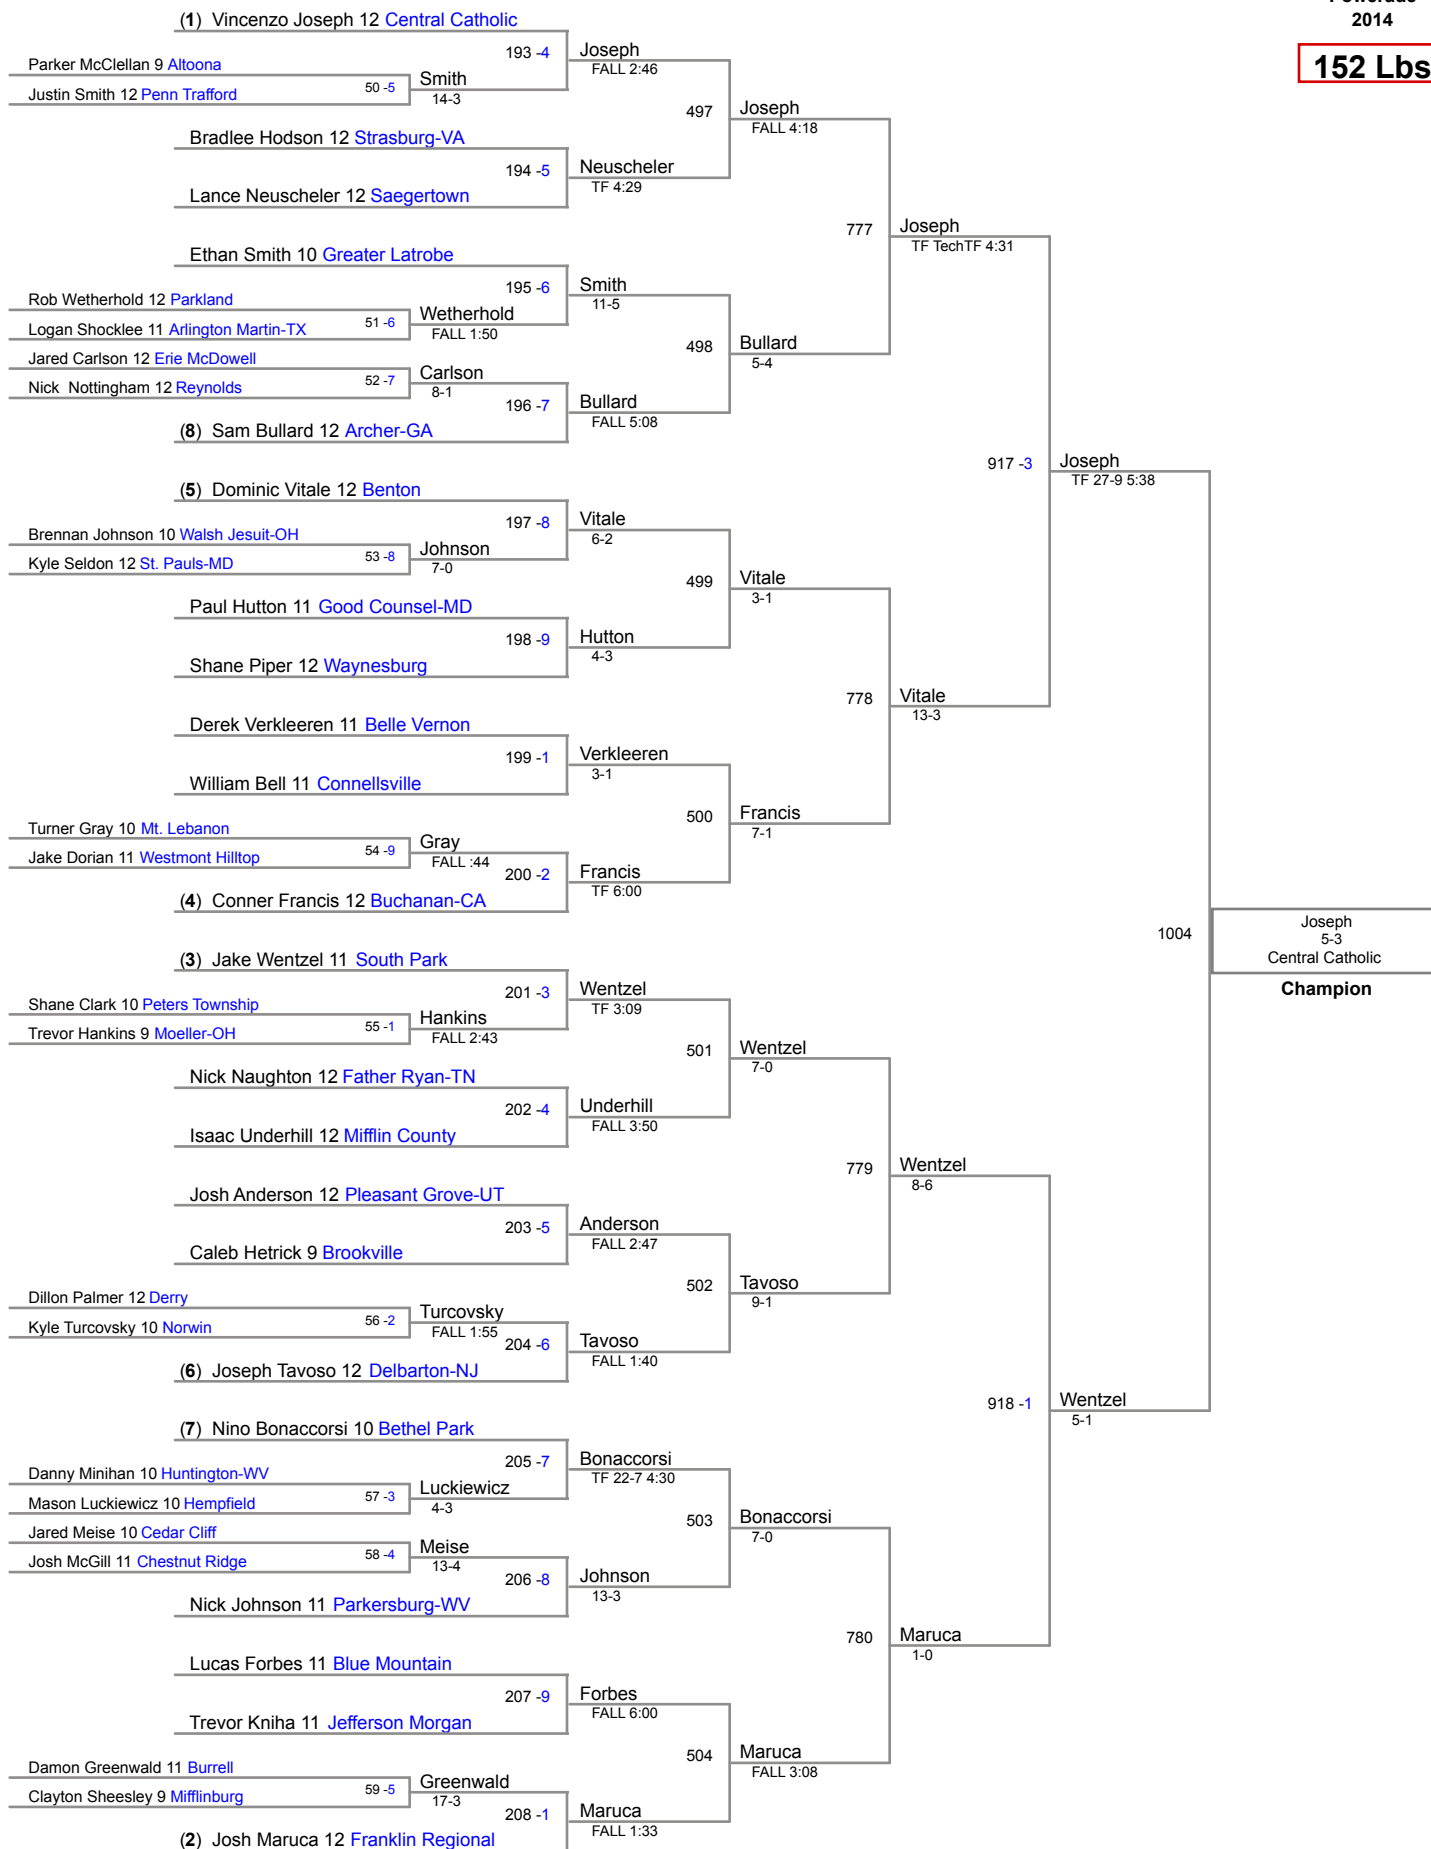 2014
152 Lbs
(1) Vincenzo Joseph 12 Central Catholic
193 -4
Joseph
FALL 2:46
Parker McClellan 9 Altoona
50 -5
Smith
14-3
Justin Smith 12 Penn Trafford
497
Joseph
FALL 4:18
Bradlee Hodson 12 Strasburg-VA
194 -5
Neuscheler
TF 4:29
Lance Neuscheler 12 Saegertown
777
Joseph
TF TechTF 4:31
Ethan Smith 10 Greater Latrobe
195 -6
Smith
11-5
Rob Wetherhold 12 Parkland
51 -6
Wetherhold
FALL 1:50
Logan Shocklee 11 Arlington Martin-TX
498
Bullard
5-4
Jared Carlson 12 Erie McDowell
52 -7
Carlson
8-1
Nick Nottingham 12 Reynolds
196 -7
Bullard
FALL 5:08
(8) Sam Bullard 12 Archer-GA
917 -3
Joseph
TF 27-9 5:38
(5) Dominic Vitale 12 Benton
197 -8
Vitale
6-2
Brennan Johnson 10 Walsh Jesuit-OH
53 -8
Johnson
7-0
Kyle Seldon 12 St. Pauls-MD
499
Vitale
3-1
Paul Hutton 11 Good Counsel-MD
198 -9
Hutton
4-3
Shane Piper 12 Waynesburg
778
Vitale
13-3
Derek Verkleeren 11 Belle Vernon
199 -1
Verkleeren
3-1
William Bell 11 Connellsville
500
Francis
7-1
Turner Gray 10 Mt. Lebanon
54 -9
Gray
FALL :44
Jake Dorian 11 Westmont Hilltop
200 -2
Francis
TF 6:00
(4) Conner Francis 12 Buchanan-CA
1004
Joseph
5-3
Central Catholic
Champion
(3) Jake Wentzel 11 South Park
201 -3
Wentzel
TF 3:09
Shane Clark 10 Peters Township
55 -1
Hankins
FALL 2:43
Trevor Hankins 9 Moeller-OH
501
Wentzel
7-0
Nick Naughton 12 Father Ryan-TN
202 -4
Underhill
FALL 3:50
Isaac Underhill 12 Mifflin County
779
Wentzel
8-6
Josh Anderson 12 Pleasant Grove-UT
203 -5
Anderson
FALL 2:47
Caleb Hetrick 9 Brookville
502
Tavoso
9-1
Dillon Palmer 12 Derry
56 -2
Turcovsky
FALL 1:55
Kyle Turcovsky 10 Norwin
204 -6
Tavoso
FALL 1:40
(6) Joseph Tavoso 12 Delbarton-NJ
918 -1
Wentzel
5-1
(7) Nino Bonaccorsi 10 Bethel Park
205 -7
Bonaccorsi
TF 22-7 4:30
Danny Minihan 10 Huntington-WV
57 -3
Luckiewicz
4-3
Mason Luckiewicz 10 Hempfield
503
Bonaccorsi
7-0
Jared Meise 10 Cedar Cliff
58 -4
Meise
13-4
Josh McGill 11 Chestnut Ridge
206 -8
Johnson
13-3
Nick Johnson 11 Parkersburg-WV
780
Maruca
1-0
Lucas Forbes 11 Blue Mountain
207 -9
Forbes
FALL 6:00
Trevor Kniha 11 Jefferson Morgan
504
Maruca
FALL 3:08
Damon Greenwald 11 Burrell
59 -5
Greenwald
17-3
Clayton Sheesley 9 Mifflinburg
208 -1
Maruca
FALL 1:33
(2) Josh Maruca 12 Franklin Regional